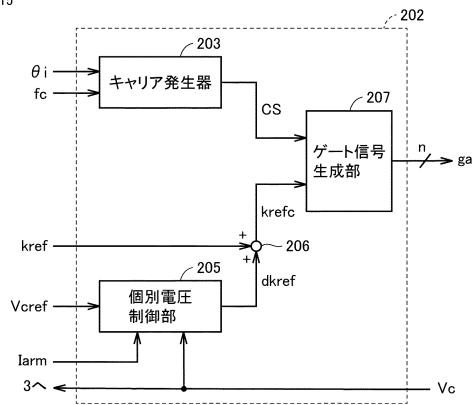 202
203
θi
fc
キャリア発生器
CS
207
ゲート信号
生成部
n
ga
krefc
kref
+
+
206
dkref
205
Vcref
個別電圧
制御部
Iarm
3へ
Vc